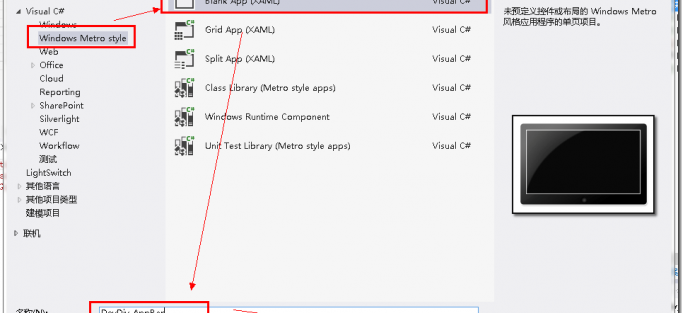 Visual C#
Windows
Windows Metro style
Web
Office
Cloud
Reporting
SharePoint
Silverlight
WCF
Workflow
测试
LightSwitch
其他语言
其他项目类型
建模项目
联机
Blank App (XAML) Visual C#
Grid App (XAML) Visual C#
Split App (XAML) Visual C#
Class Library (Metro style apps) Visual C#
Windows Runtime Component Visual C#
Unit Test Library (Metro style apps) Visual C#
未预定义控件或布局的 Windows Metro
风格应用程序的单页项目。
名称(N):
DevDiv_AppBar